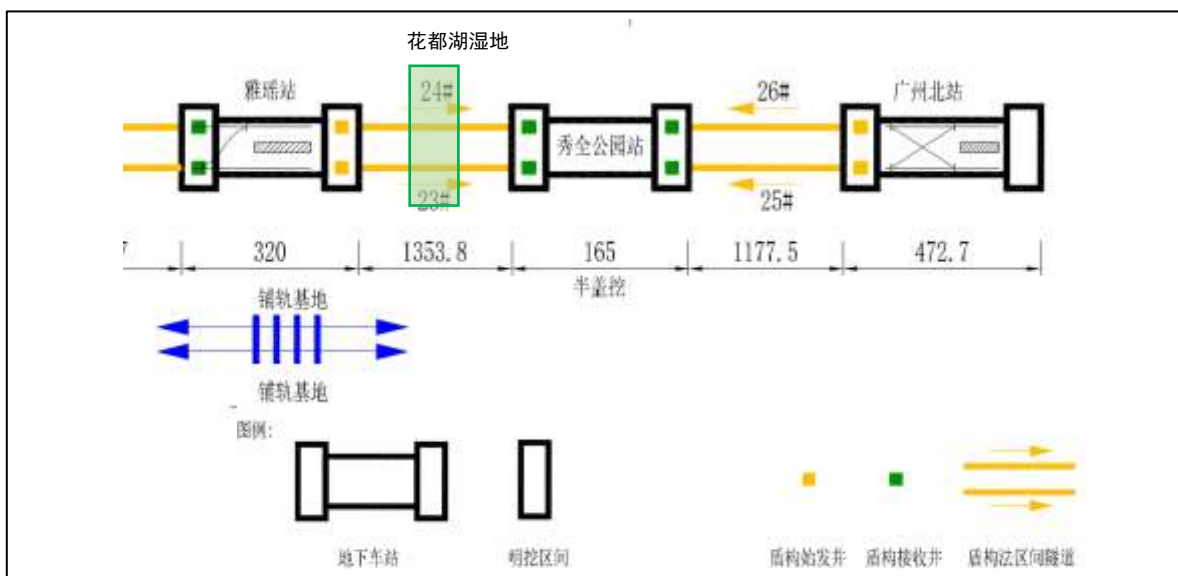 花都湖湿地
雅瑶站
24#
26#
广州北站
秀全公园站
23#
25#
7
320
1353.8
165
1177.5
472.7
半盖挖
铺轨基地
铺轨基地
图例:
地下车站
明挖区间
盾构始发井
盾构接收井
盾构法区间隧道